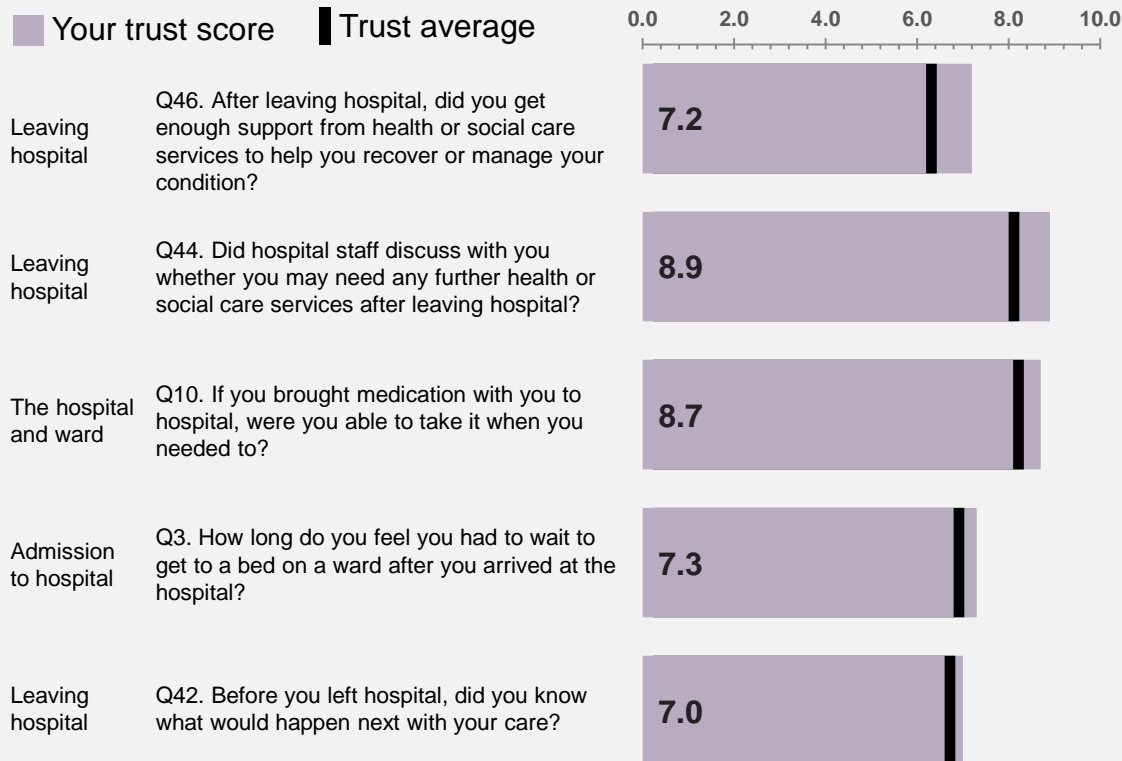 Your trust score
Trust average
0.0 2.0 4.0 6.0 8.0 10.0
Leaving
hospital
Q46. After leaving hospital, did you get
enough support from health or social care
services to help you recover or manage your
condition?
7.2
Leaving
hospital
Q44. Did hospital staff discuss with you
whether you may need any further health or
social care services after leaving hospital?
8.9
The hospital
and ward
Q10. If you brought medication with you to
hospital, were you able to take it when you
needed to?
8.7
Admission
to hospital
Q3. How long do you feel you had to wait to
get to a bed on a ward after you arrived at the
hospital?
7.3
Leaving
hospital
Q42. Before you left hospital, did you know
what would happen next with your care?
7.0